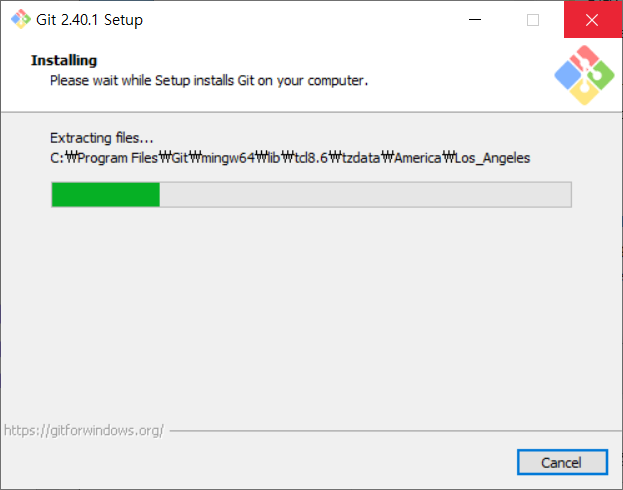 Git 2.40.1 Setup
Installing
Please wait while Setup installs Git on your computer.
Extracting files...
C:₩Program Files₩Git₩mingw64₩lib₩tcl8.6₩tzdata₩America₩Los_Angeles
https://gitforwindows.org/
Cancel